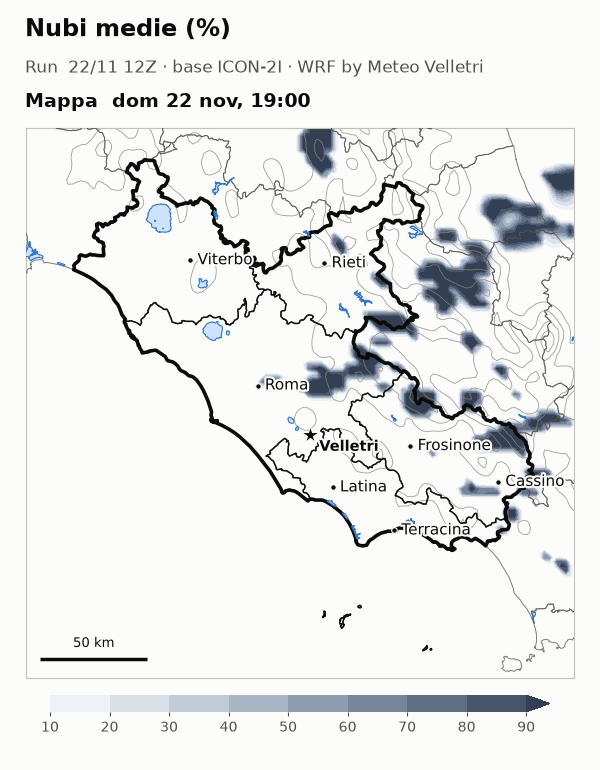 Nubi medie (%)
Run 22/11 12Z · base ICON-2I · WRF by Meteo Velletri
Mappa dom 22 nov, 19:00
Viterbo
Rieti
Roma
Velletri
Frosinone
Latina
Cassino
Terracina
50 km
10 20 30 40 50 60 70 80 90